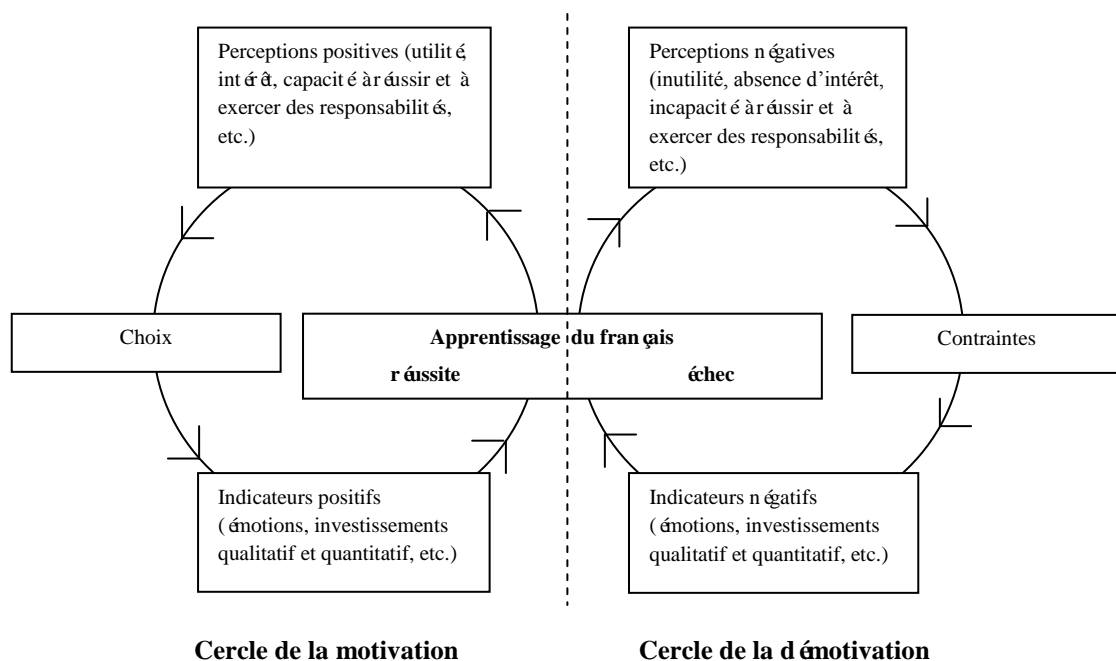 Perceptions positives (utilité,
intérêt, capacité à réussir et à
exercer des responsabilités,
etc.)
Perceptions négatives
(inutilité, absence d'intérêt,
incapacité à réussir et à
exercer des responsabilités,
etc.)
Choix
Apprentissage du français
réussite échec
Contraintes
Indicateurs positifs
(émotions, investissements
qualitatif et quantitatif, etc.)
Indicateurs négatifs
(émotions, investissements
qualitatif et quantitatif, etc.)
Cercle de la motivation
Cercle de la démotivation